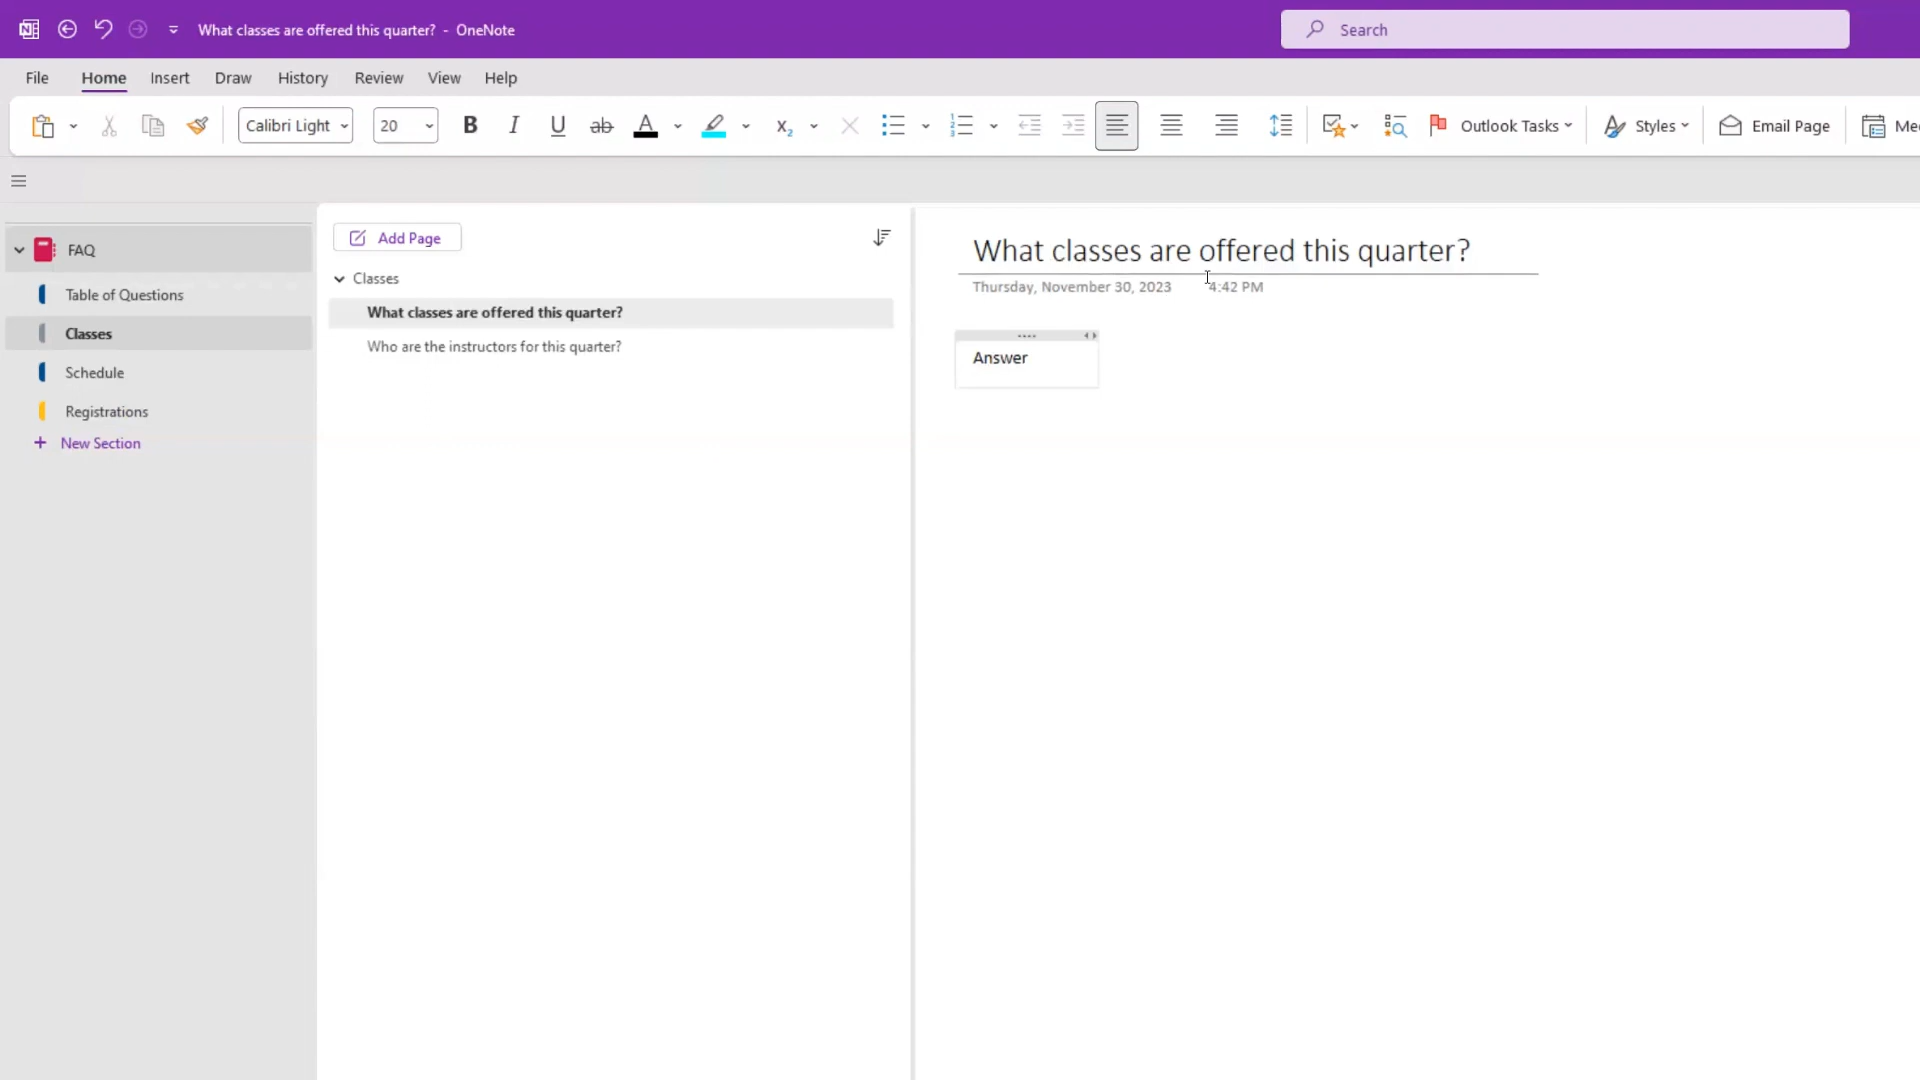 What classes are offered this quarter? - OneNote
Search
File Home Insert Draw History Review View Help
Calibri Light 20 B I U ab A x₂ Outlook Tasks Styles Email Page
FAQ
Table of Questions
Classes
Schedule
Registrations
+ New Section
Add Page
Classes
What classes are offered this quarter?
Who are the instructors for this quarter?
What classes are offered this quarter?
Thursday, November 30, 2023 4:42 PM
Answer